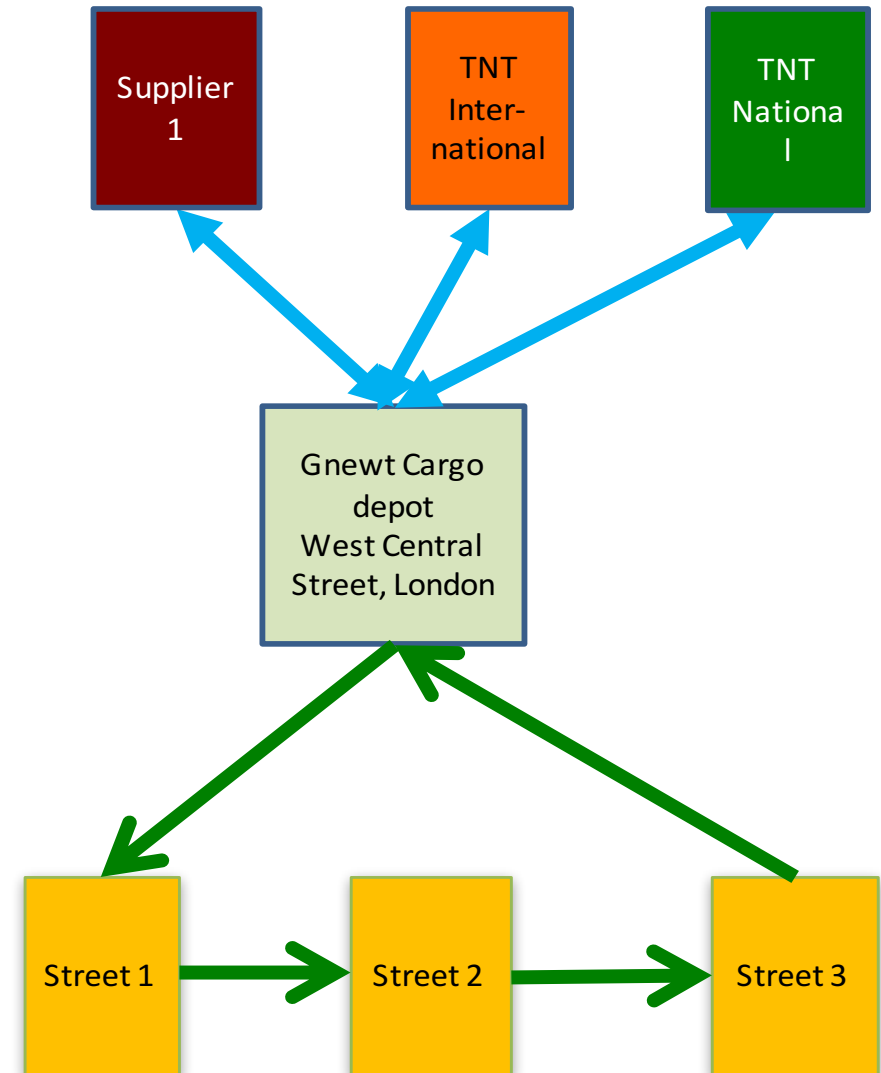 Supplier
1
TNT
Inter-
national
TNT
Nationa
l
Gnewt Cargo
depot
West Central
Street, London
Street 1
Street 2
Street 3